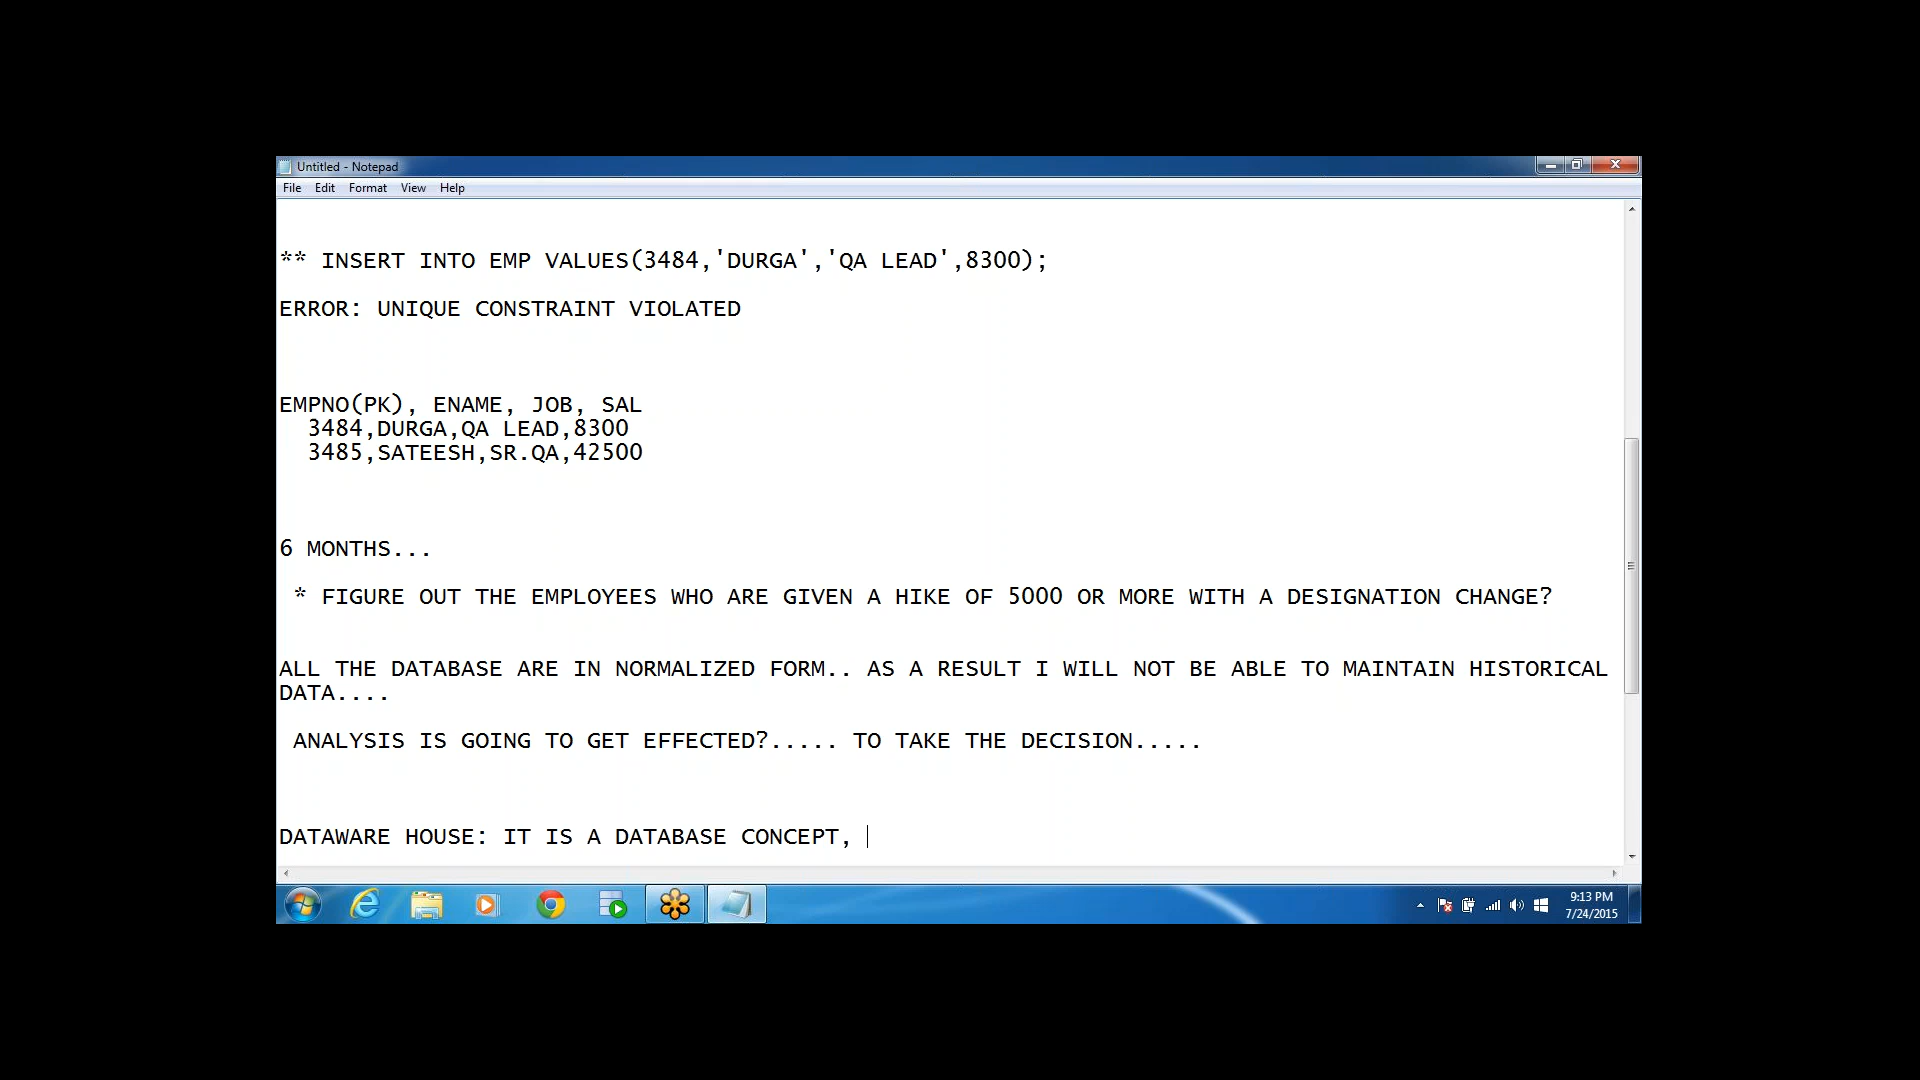 Untitled - Notepad
File Edit Format View Help
** INSERT INTO EMP VALUES(3484,'DURGA','QA LEAD',8300);
ERROR: UNIQUE CONSTRAINT VIOLATED
EMPNO(PK), ENAME, JOB, SAL
3484,DURGA,QA LEAD,8300
3485,SATEESH,SR.QA,42500
6 MONTHS...
* FIGURE OUT THE EMPLOYEES WHO ARE GIVEN A HIKE OF 5000 OR MORE WITH A DESIGNATION CHANGE?
ALL THE DATABASE ARE IN NORMALIZED FORM.. AS A RESULT I WILL NOT BE ABLE TO MAINTAIN HISTORICAL
DATA....
ANALYSIS IS GOING TO GET EFFECTED?..... TO TAKE THE DECISION.....
DATAWARE HOUSE: IT IS A DATABASE CONCEPT,
9:13 PM
7/24/2015